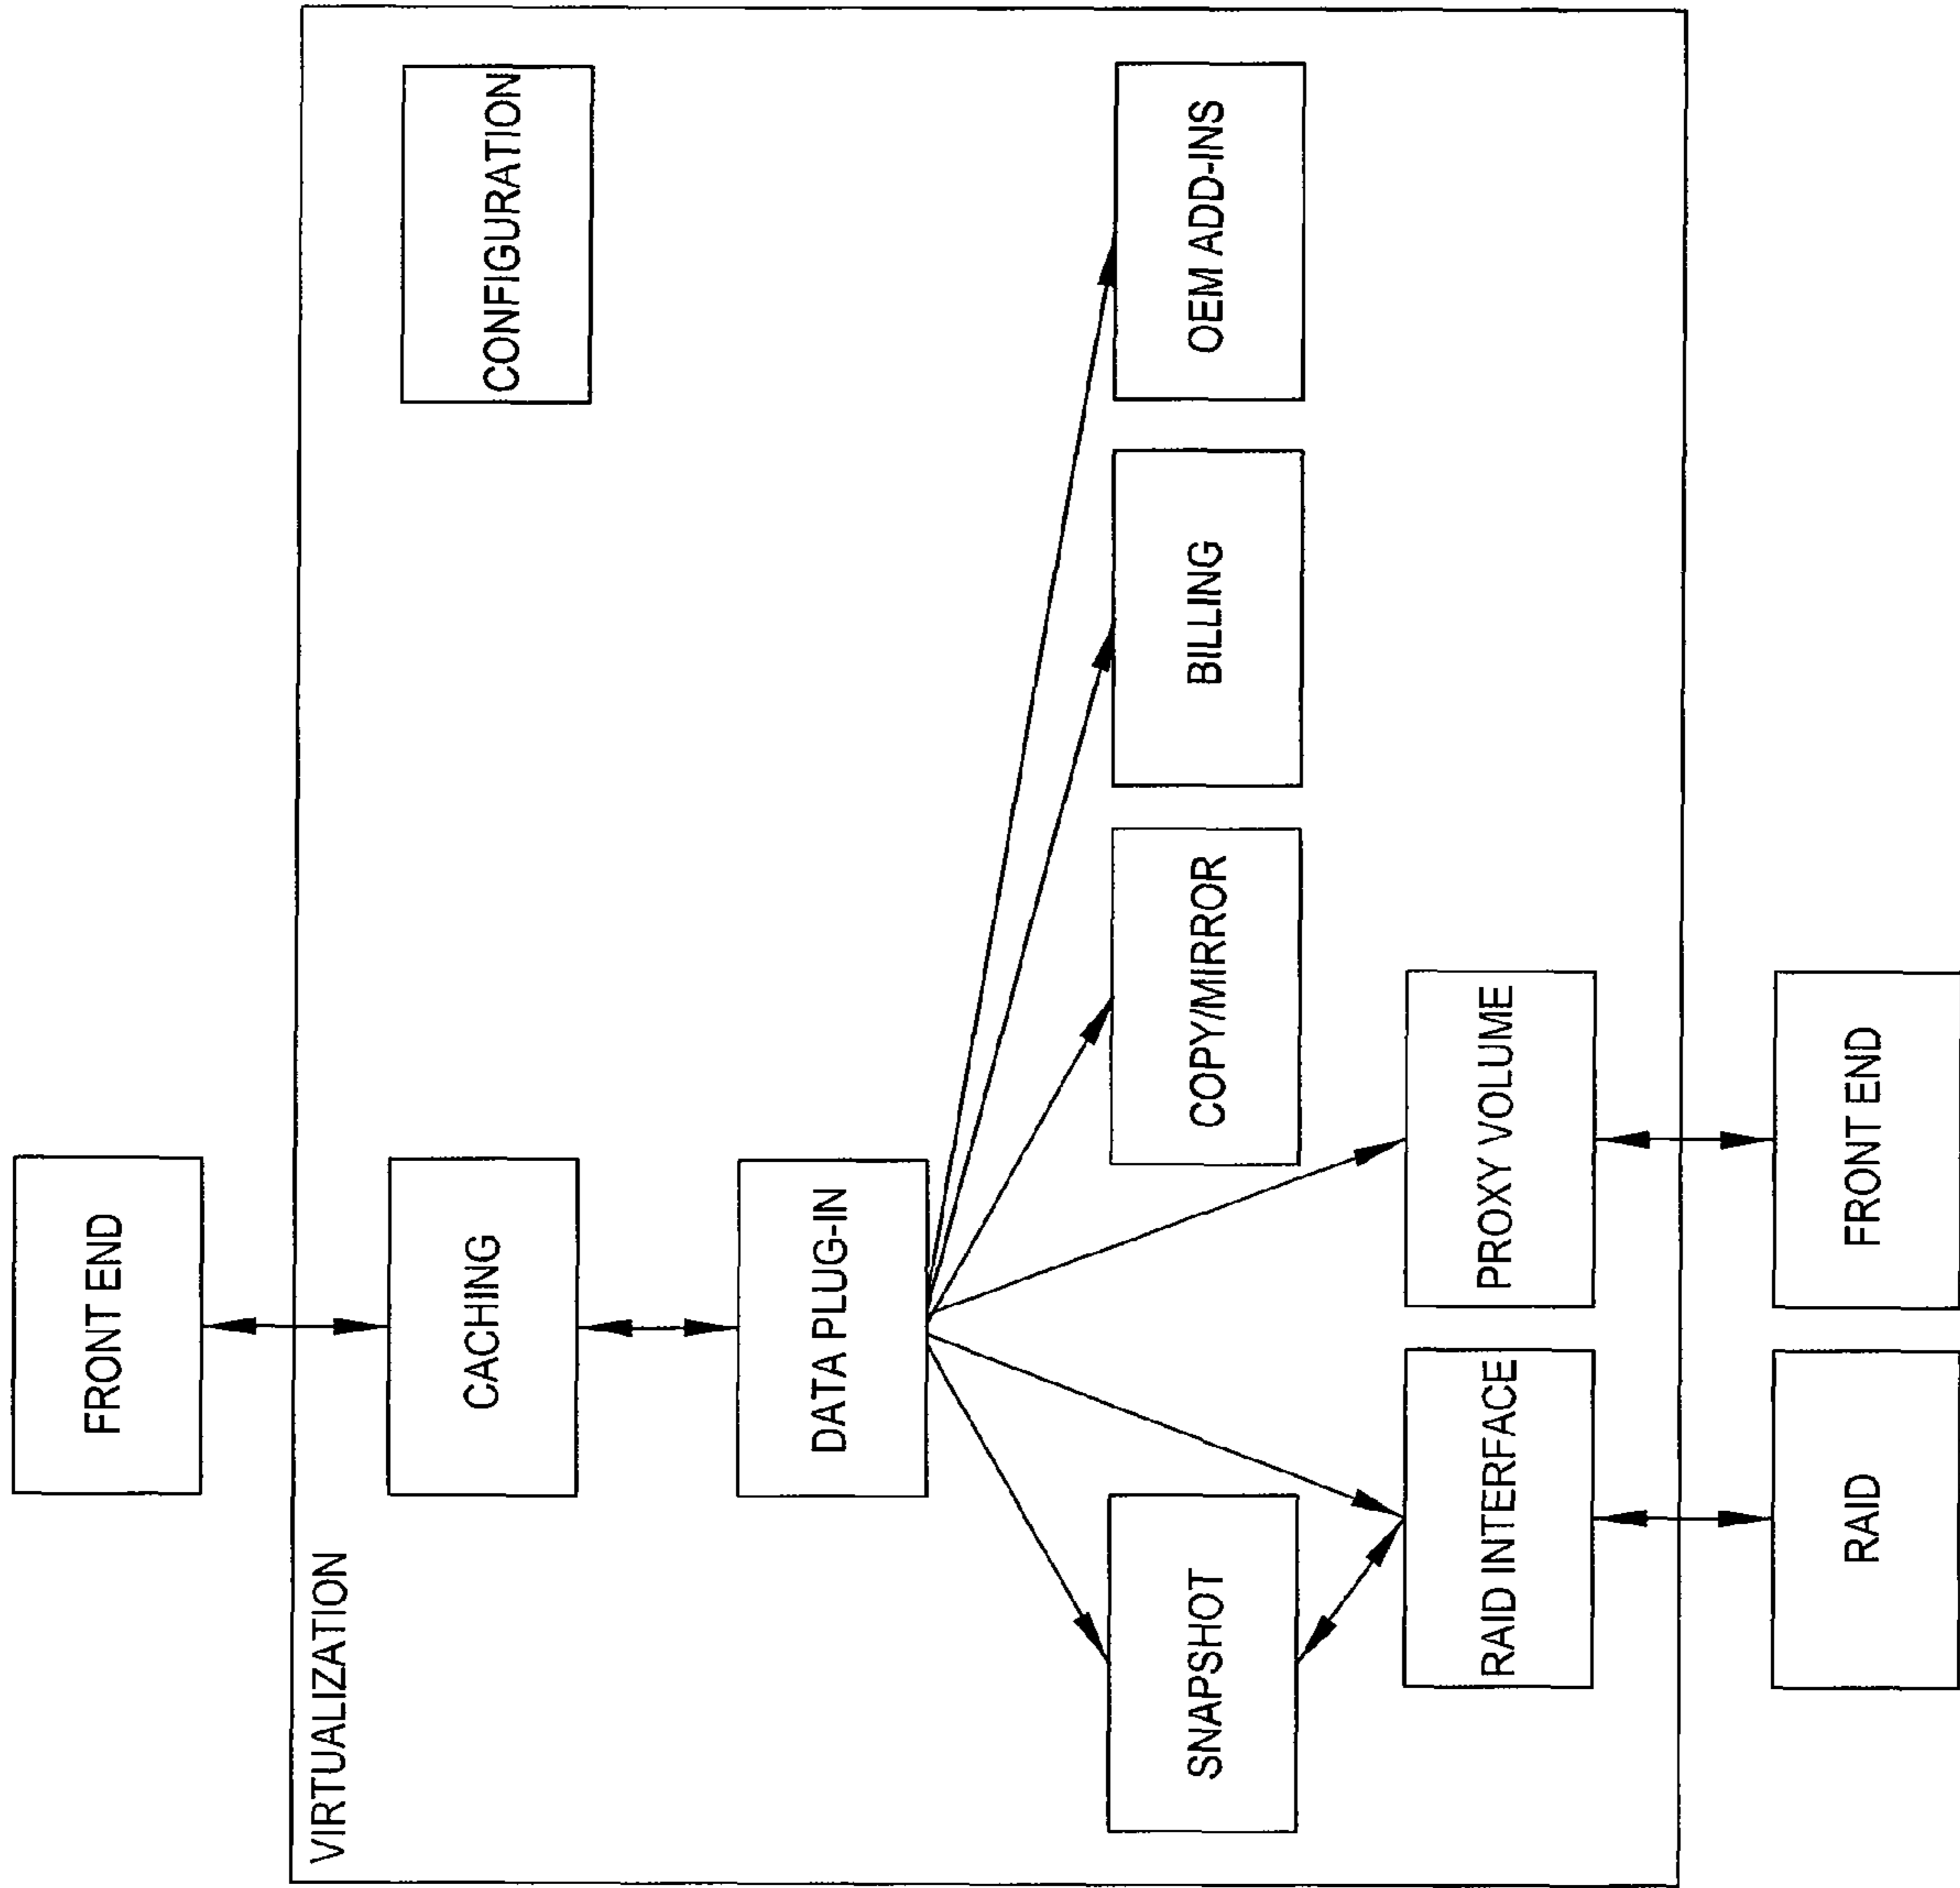 FRONT END
VIRTUALIZATION
CACHING
CONFIGURATION
DATA PLUG-IN
SNAPSHOT
COPY/MIRROR
BILLING
OEM ADD-INS
RAID INTERFACE
PROXY VOLUME
RAID
FRONT END